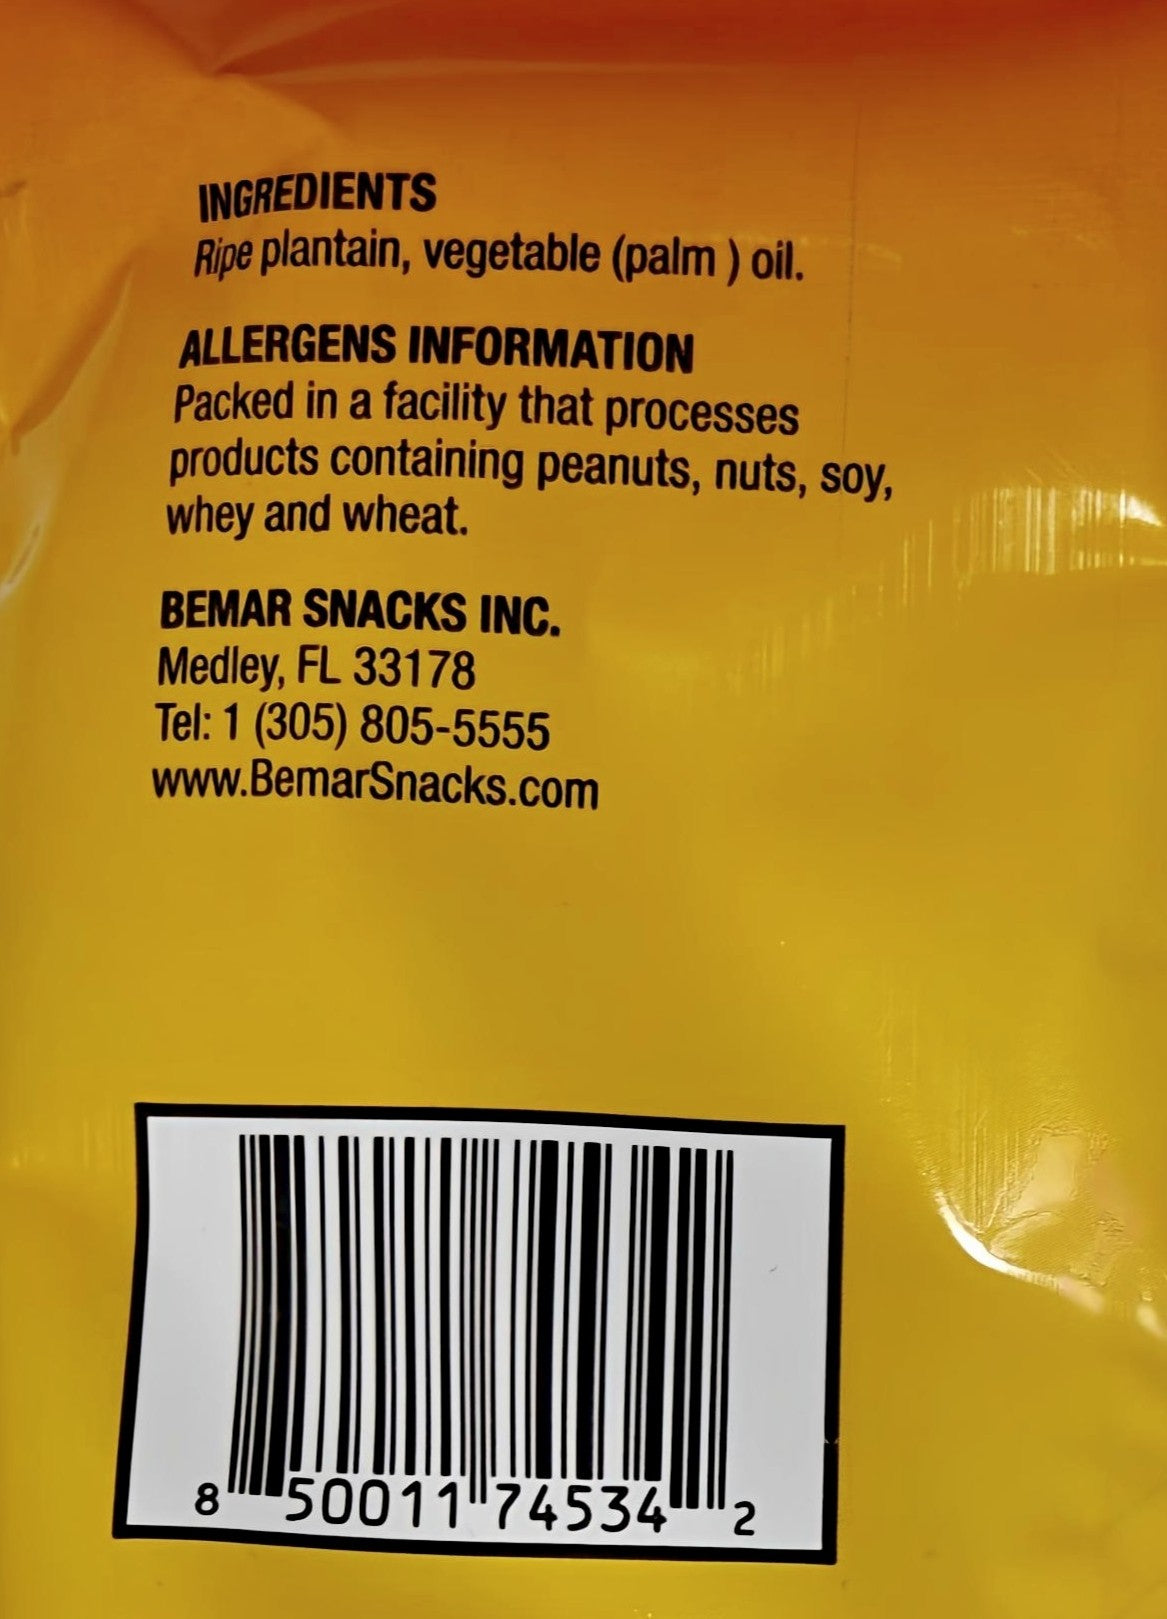 INGREDIENTS
Ripe plantain, vegetable (palm ) oil.
ALLERGENS INFORMATION
Packed in a facility that processes
products containing peanuts, nuts, soy,
whey and wheat.
BEMAR SNACKS INC.
Medley, FL 33178
Tel: 1 (305) 805-5555
www.BemarSnacks.com
8 50011 74534 2